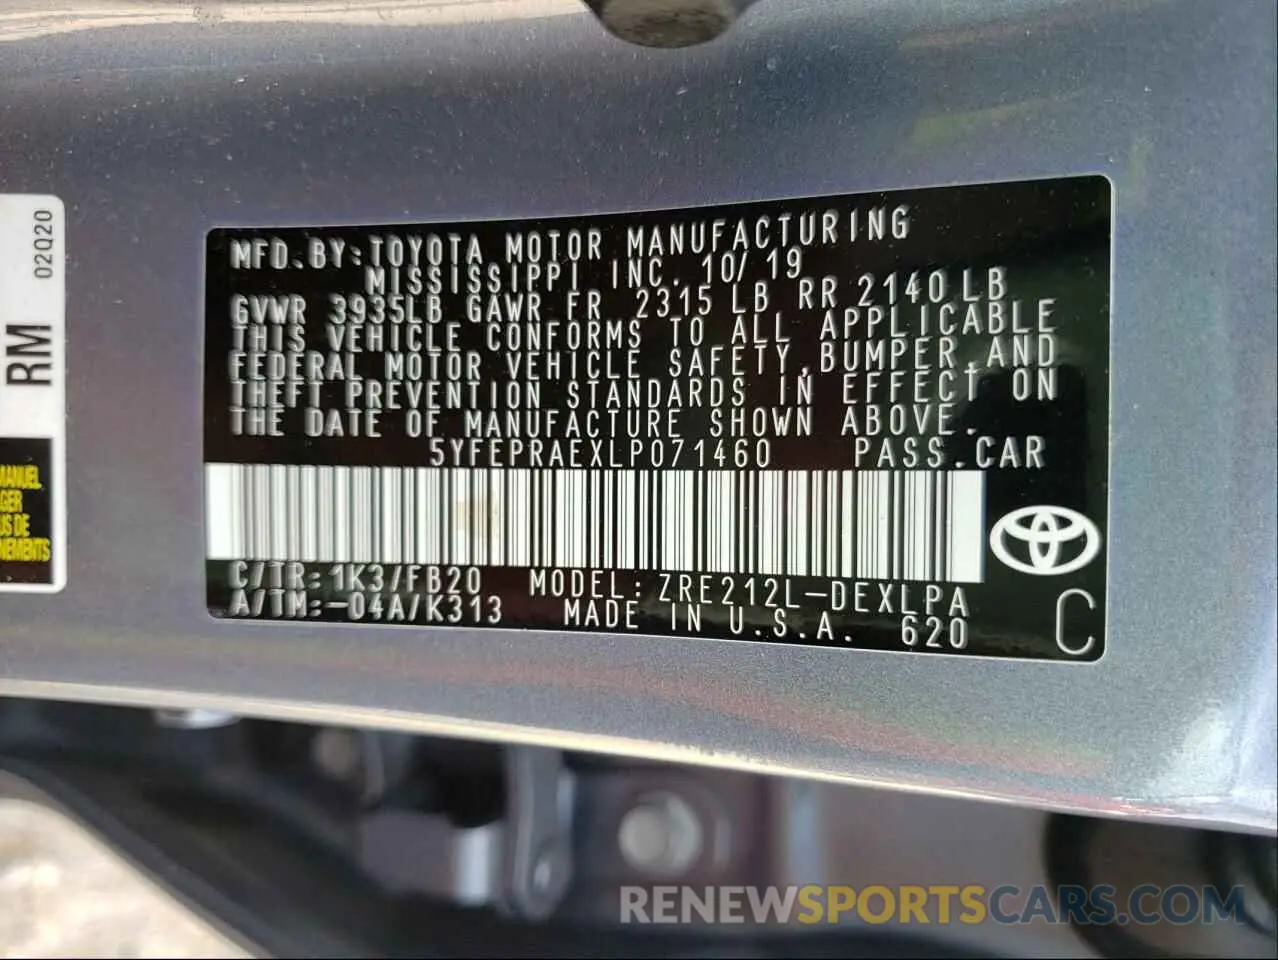 MFD.BY:TOYOTA MOTOR MANUFACTURING
MISSISSIPPI INC. 10/19
GVWR 3935LB GAWR FR 2315 LB RR 2140 LB
THIS VEHICLE CONFORMS TO ALL APPLICABLE
FEDERAL MOTOR VEHICLE SAFETY,BUMPER,AND
THEFT PREVENTION STANDARDS IN EFFECT ON
THE DATE OF MANUFACTURE SHOWN ABOVE.
5YFEPRAEXLP071460 PASS.CAR
C/TR:1K3/FB20 MODEL:ZRE212L-DEXLPA
A/TM:-04A/K313 MADE IN U.S.A. 620
C
RM 02Q20
MANUEL
US DE
RENEWSPORTSCARS.COM